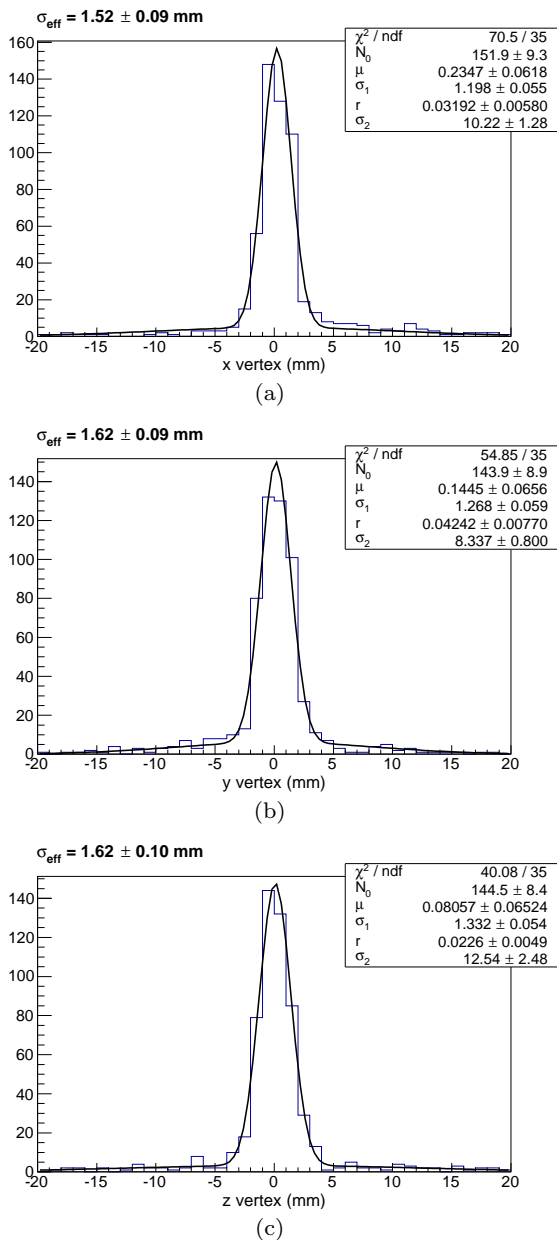 σeff = 1.52 ± 0.09 mm
χ² / ndf 70.5 / 35
N₀ 151.9 ± 9.3
μ 0.2347 ± 0.0618
σ₁ 1.198 ± 0.055
r 0.03192 ± 0.00580
σ₂ 10.22 ± 1.28
160
140
120
100
80
60
40
20
0
-20 -15 -10 -5 0 5 10 15 20
x vertex (mm)
(a)
σeff = 1.62 ± 0.09 mm
χ² / ndf 54.85 / 35
N₀ 143.9 ± 8.9
μ 0.1445 ± 0.0656
σ₁ 1.268 ± 0.059
r 0.04242 ± 0.00770
σ₂ 8.337 ± 0.800
140
120
100
80
60
40
20
0
-20 -15 -10 -5 0 5 10 15 20
y vertex (mm)
(b)
σeff = 1.62 ± 0.10 mm
χ² / ndf 40.08 / 35
N₀ 144.5 ± 8.4
μ 0.08057 ± 0.06524
σ₁ 1.332 ± 0.054
r 0.0226 ± 0.0049
σ₂ 12.54 ± 2.48
140
120
100
80
60
40
20
0
-20 -15 -10 -5 0 5 10 15 20
z vertex (mm)
(c)